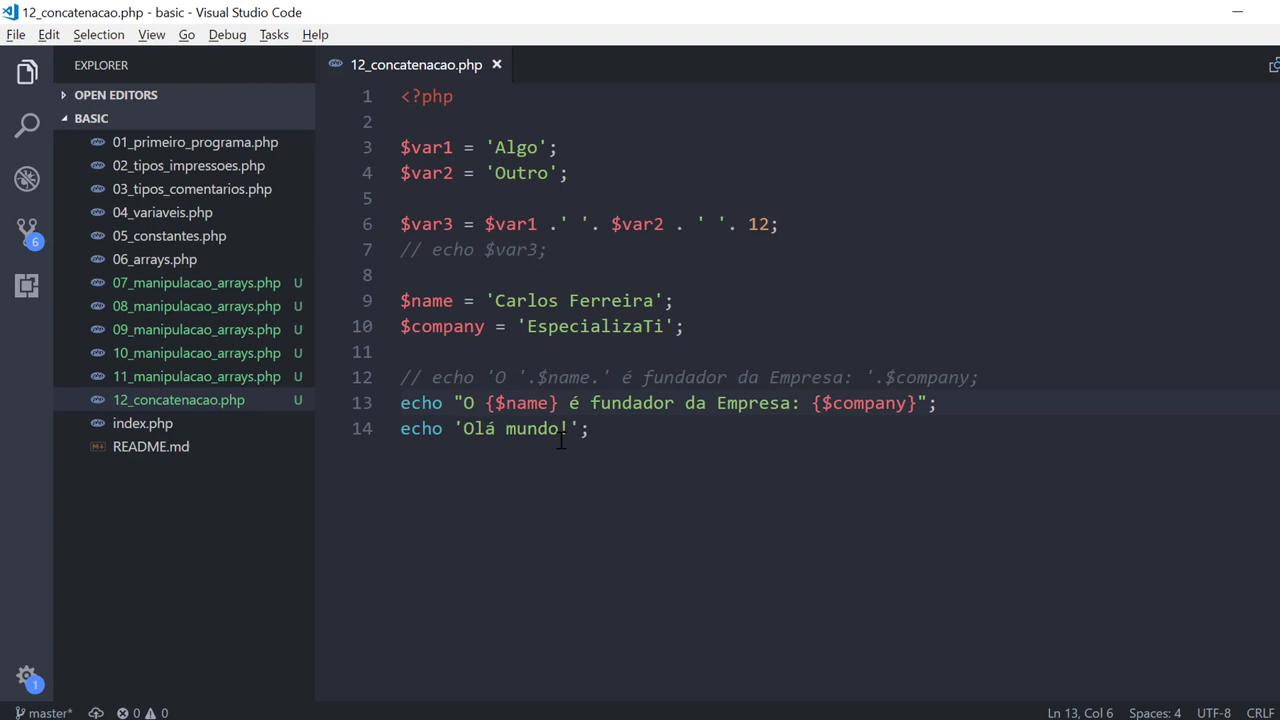 12_concatenacao.php - basic - Visual Studio Code
File Edit Selection View Go Debug Tasks Help
EXPLORER
OPEN EDITORS
BASIC
01_primeiro_programa.php
02_tipos_impressoes.php
03_tipos_comentarios.php
04_variaveis.php
05_constantes.php
06_arrays.php
07_manipulacao_arrays.php U
08_manipulacao_arrays.php U
09_manipulacao_arrays.php U
10_manipulacao_arrays.php U
11_manipulacao_arrays.php U
12_concatenacao.php U
index.php
README.md
6
1
12_concatenacao.php
1 <?php
2
3 $var1 = 'Algo';
4 $var2 = 'Outro';
5
6 $var3 = $var1 .' '. $var2 . ' '. 12;
7 // echo $var3;
8
9 $name = 'Carlos Ferreira';
10 $company = 'EspecializaTi';
11
12 // echo 'O '.$name.' é fundador da Empresa: '.$company;
13 echo "O {$name} é fundador da Empresa: {$company}";
14 echo 'Olá mundo!';
master* 0 0 Ln 13, Col 6 Spaces: 4 UTF-8 CRLF